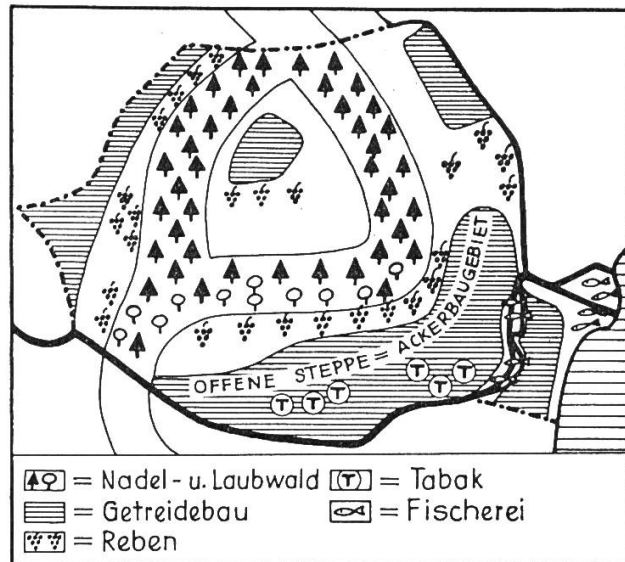 OFFENE STEPPE = ACKERBAUGEBIET
T T T T T T
= Nadel- u. Laubwald
T = Tabak
= Getreidebau
= Fischerei
= Reben